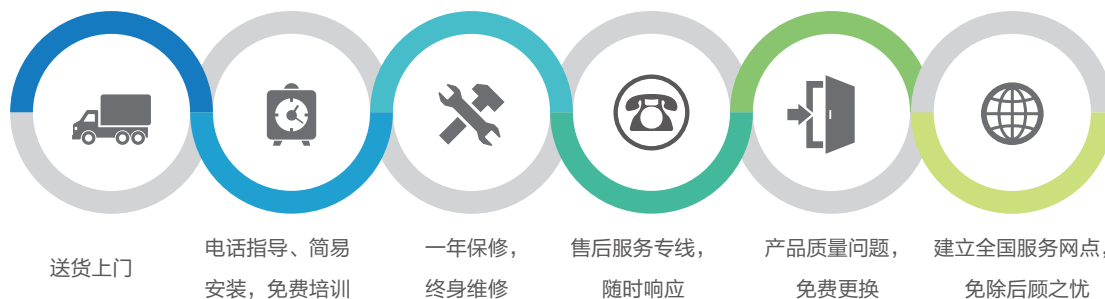 送货上门
电话指导、简易
安装，免费培训
一年保修，
终身维修
售后服务专线，
随时响应
产品质量问题，
免费更换
建立全国服务网点，
免除后顾之忧